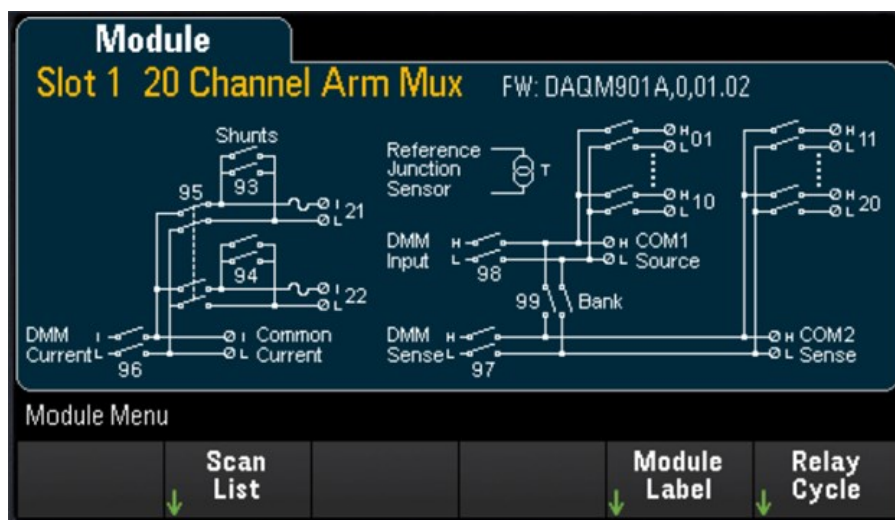 Module
Slot 1 20 Channel Arm Mux FW: DAQM901A,0,01.02
Shunts
95
93
I
L 21
94
I
L 22
DMM I
Current L
96
I Common
L Current
Reference
Junction
Sensor
T
H 01
L
H 10
L
H 11
L
H 20
L
DMM H
Input L
98
H COM1
L Source
99 Bank
DMM H
Sense L
97
H COM2
L Sense
Module Menu
Scan
List
Module
Label
Relay
Cycle